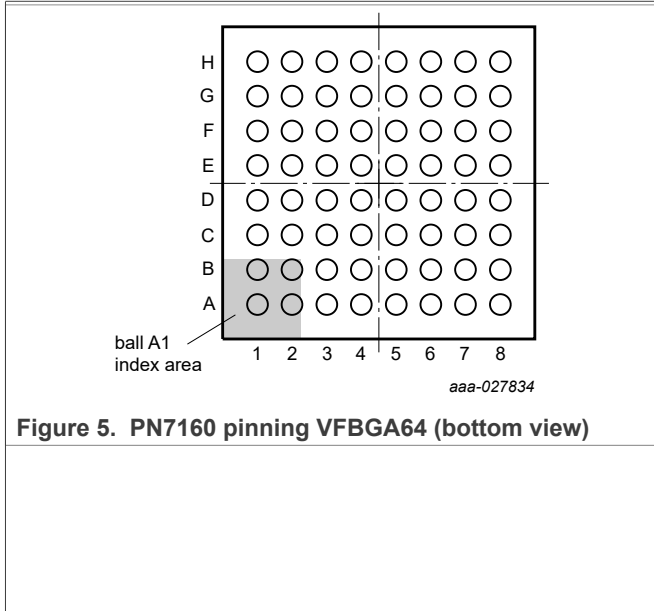 H
G
F
E
D
C
B
A
ball A1
index area
1 2 3 4 5 6 7 8
aaa-027834
Figure 5. PN7160 pinning VFBGA64 (bottom view)